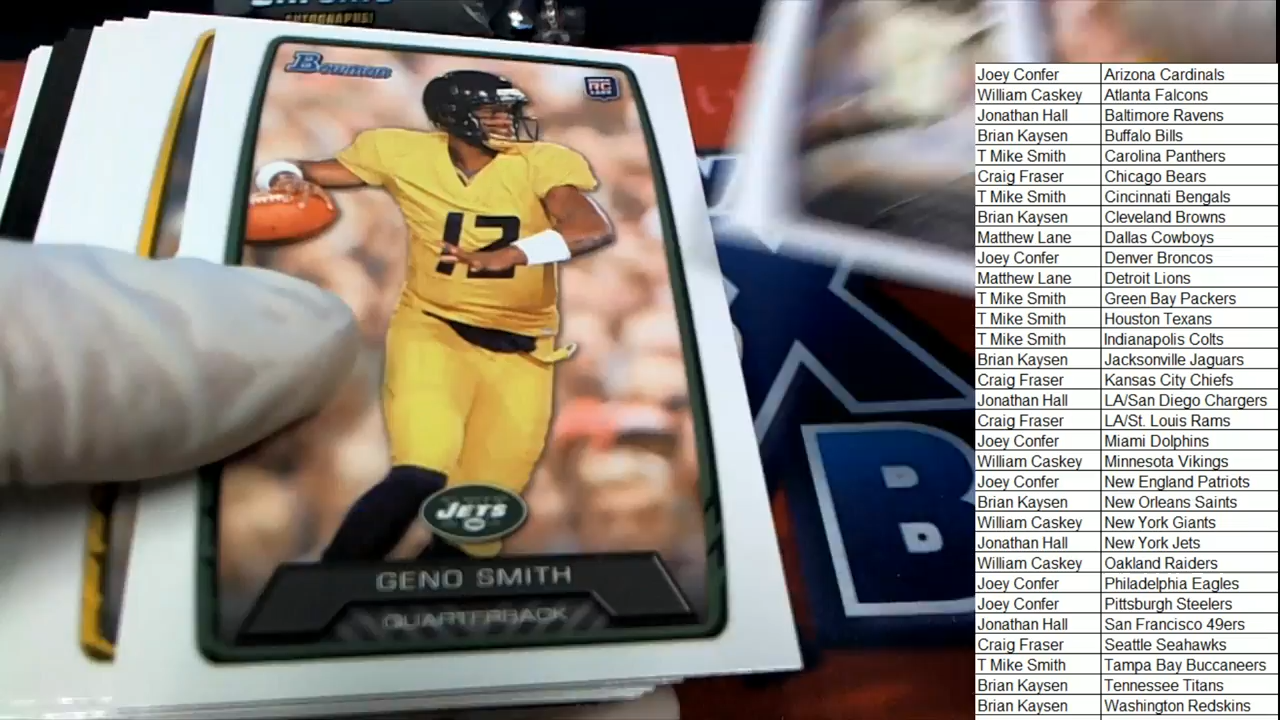 AUTOGRAPHS!
Bowman
RC
12
JETS
GENO SMITH
QUARTERBACK
B
Joey Confer Arizona Cardinals
William Caskey Atlanta Falcons
Jonathan Hall Baltimore Ravens
Brian Kaysen Buffalo Bills
T Mike Smith Carolina Panthers
Craig Fraser Chicago Bears
T Mike Smith Cincinnati Bengals
Brian Kaysen Cleveland Browns
Matthew Lane Dallas Cowboys
Joey Confer Denver Broncos
Matthew Lane Detroit Lions
T Mike Smith Green Bay Packers
T Mike Smith Houston Texans
T Mike Smith Indianapolis Colts
Brian Kaysen Jacksonville Jaguars
Craig Fraser Kansas City Chiefs
Jonathan Hall LA/San Diego Chargers
Craig Fraser LA/St. Louis Rams
Joey Confer Miami Dolphins
William Caskey Minnesota Vikings
Joey Confer New England Patriots
Brian Kaysen New Orleans Saints
William Caskey New York Giants
Jonathan Hall New York Jets
William Caskey Oakland Raiders
Joey Confer Philadelphia Eagles
Joey Confer Pittsburgh Steelers
Jonathan Hall San Francisco 49ers
Craig Fraser Seattle Seahawks
T Mike Smith Tampa Bay Buccaneers
Brian Kaysen Tennessee Titans
Brian Kaysen Washington Redskins